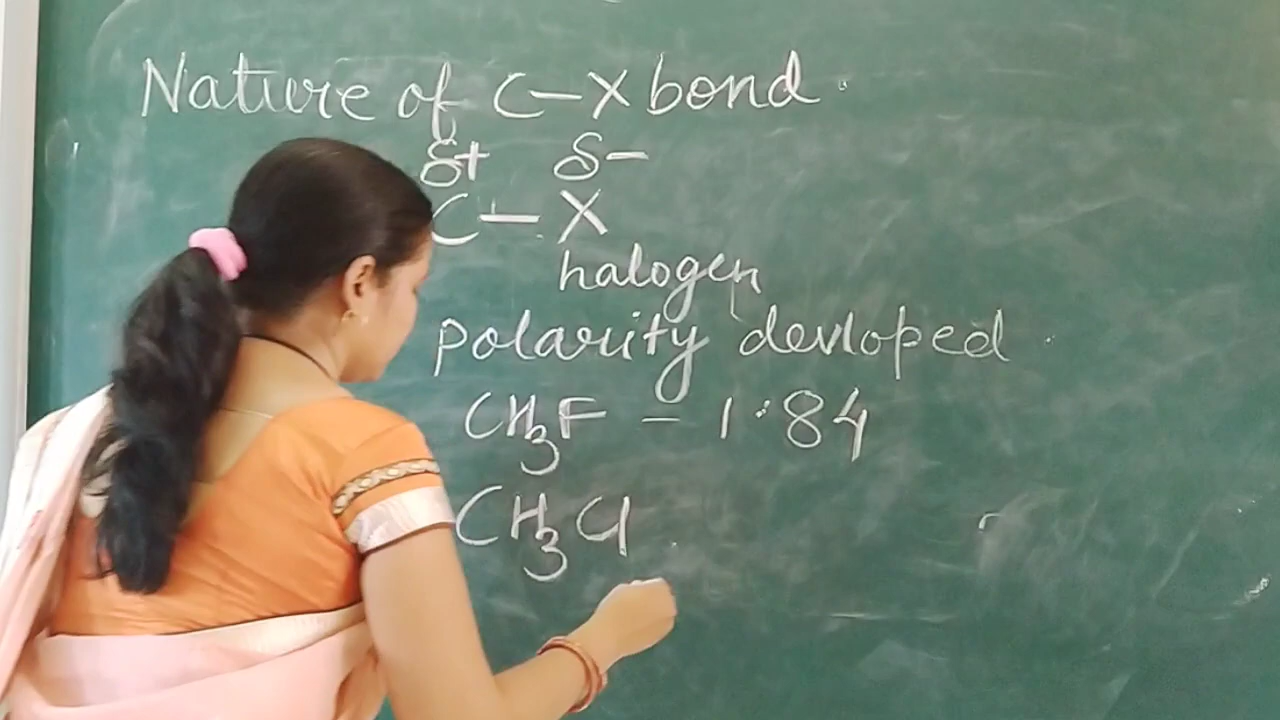 Nature of C-X bond.
δ+ δ-
C-X
halogen
polarity devloped.
CH3F - 1.84
CH3Cl